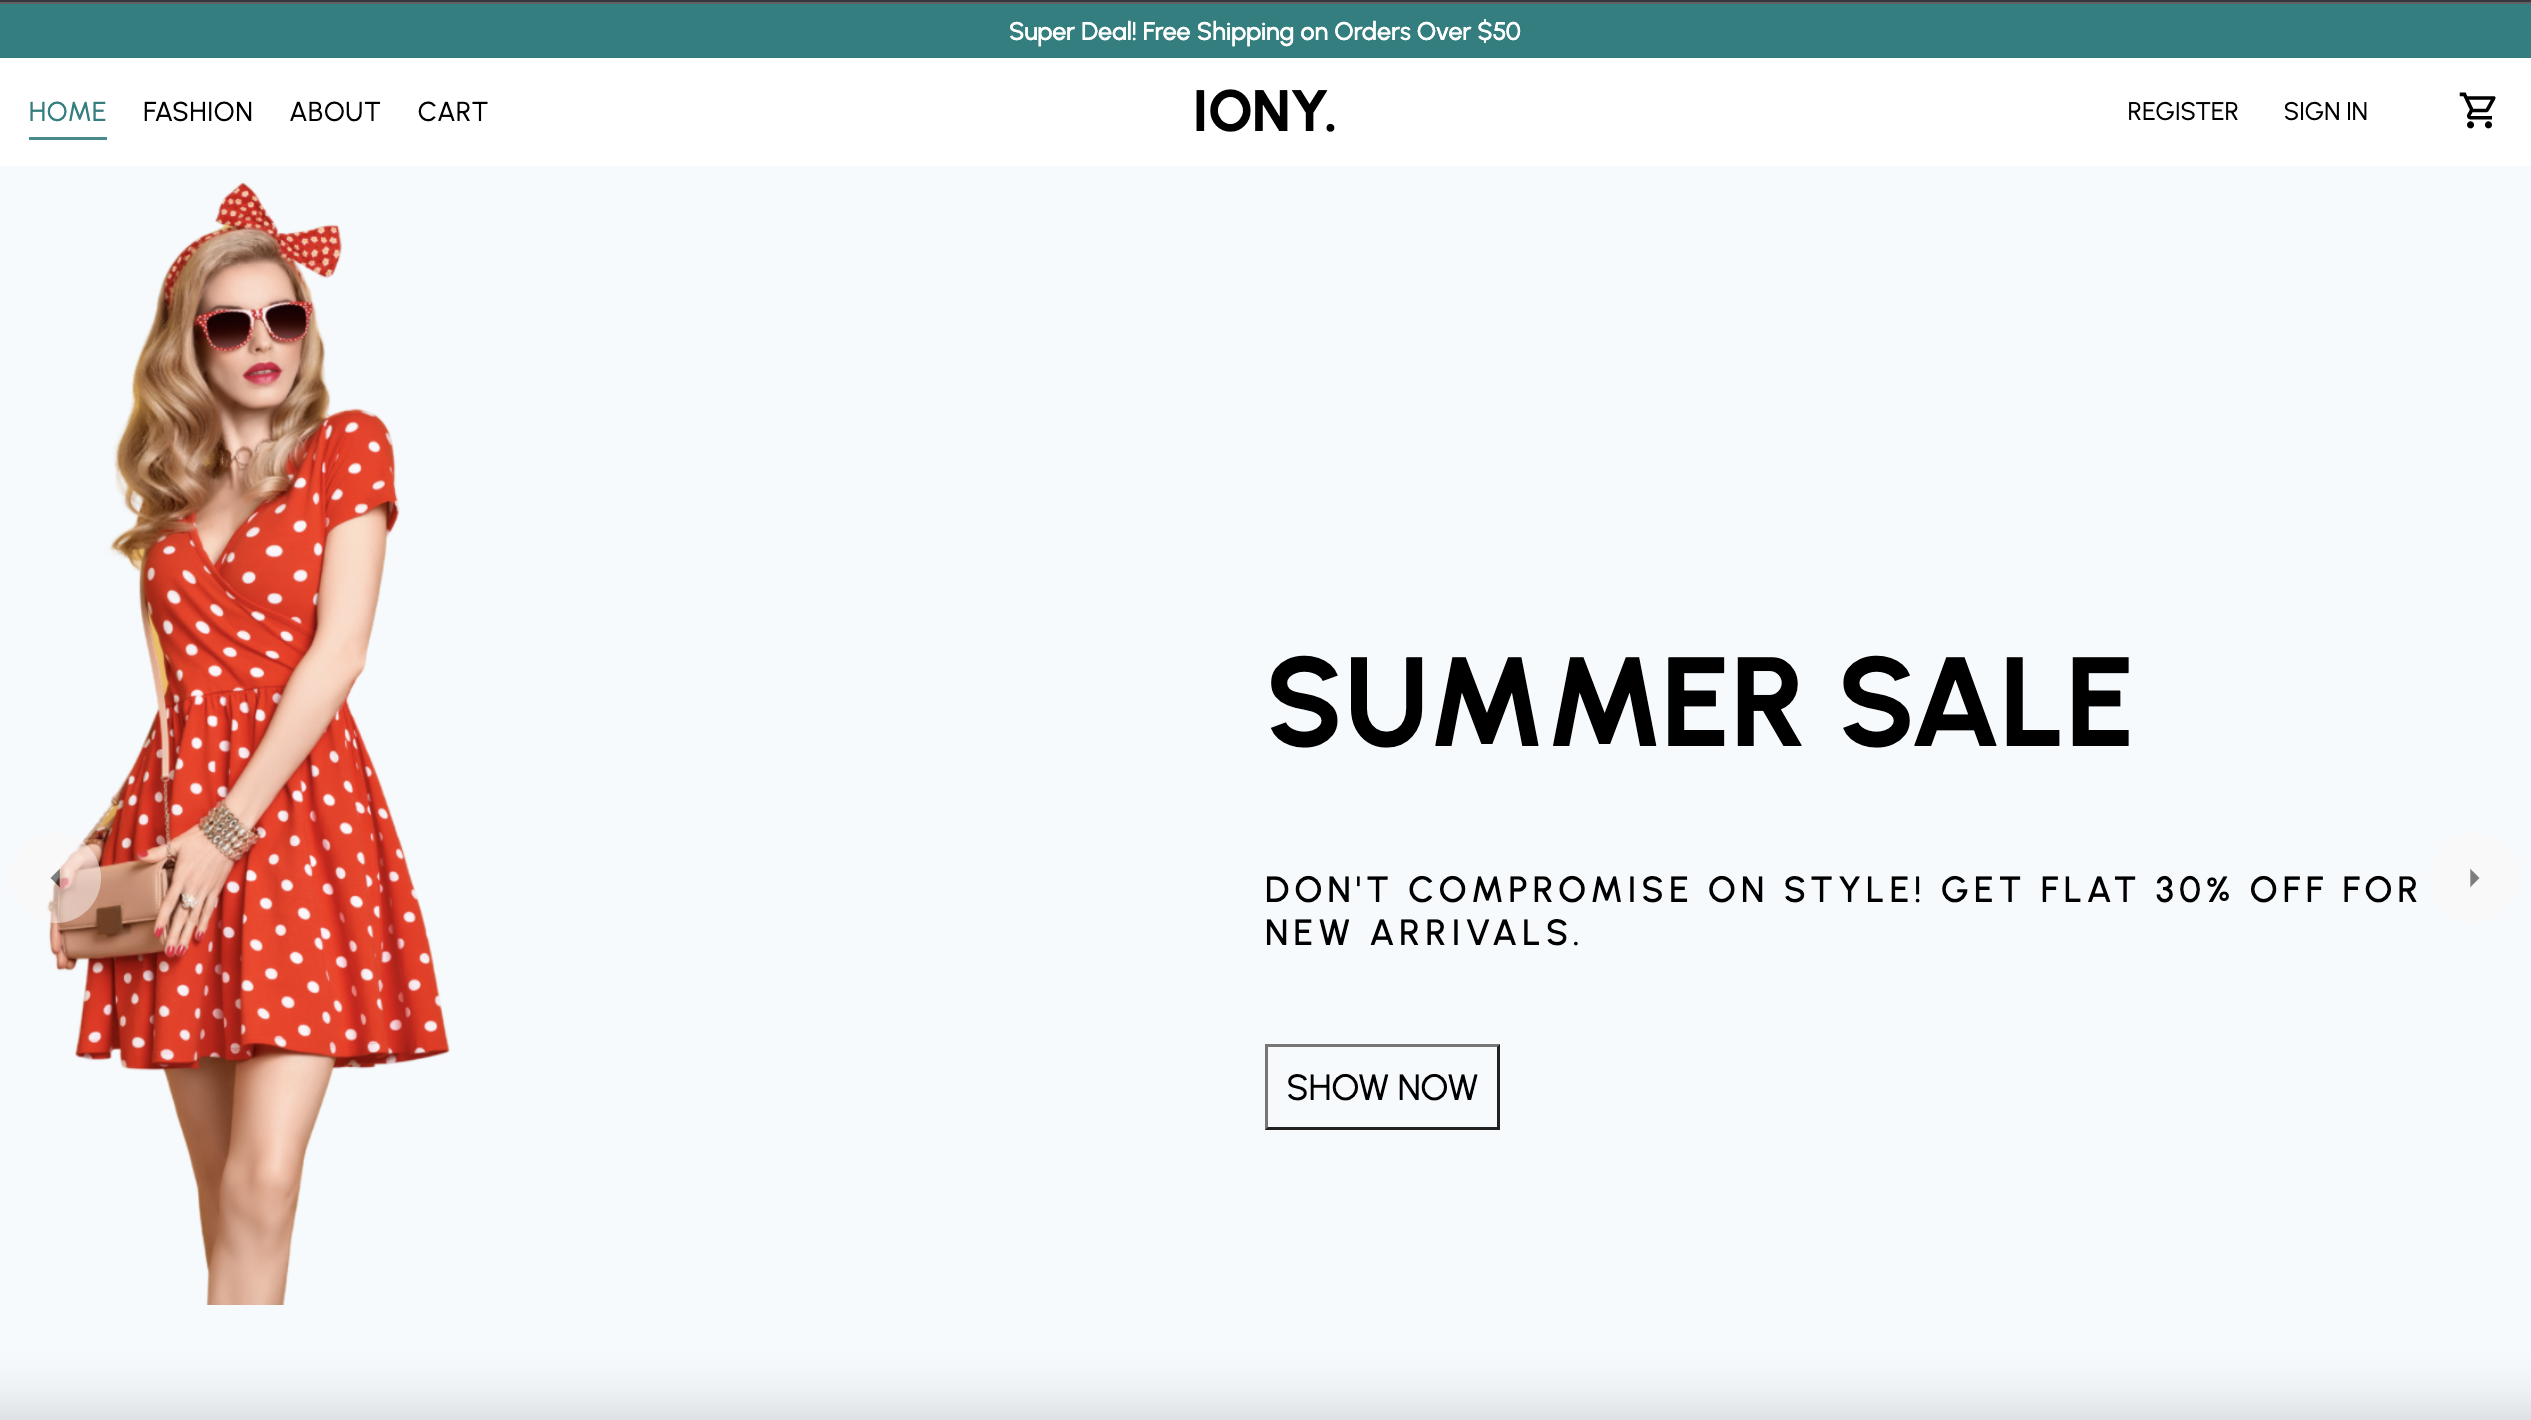 Super Deal! Free Shipping on Orders Over $50
HOME FASHION ABOUT CART
IONY.
REGISTER SIGN IN
SUMMER SALE
DON'T COMPROMISE ON STYLE! GET FLAT 30% OFF FOR
NEW ARRIVALS.
SHOW NOW